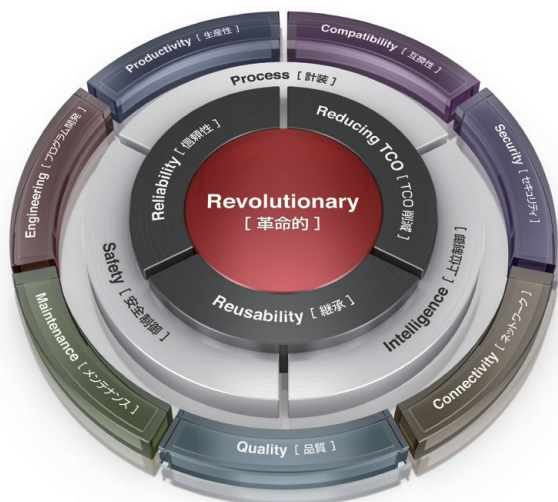 Productivity [ 生産性 ]
Compatibility [ 互換性 ]
Process [ 計装 ]
Engineering [ プログラム開発 ]
Reliability [ 信頼性 ]
Reducing TCO [ TCO 削減 ]
Security [ セキュリティ ]
Revolutionary
[ 革命的 ]
Safety [ 安全制御 ]
Reusability [ 継承 ]
Intelligence [ 上位制御 ]
Maintenance [ メンテナンス ]
Connectivity [ ネットワーク ]
Quality [ 品質 ]